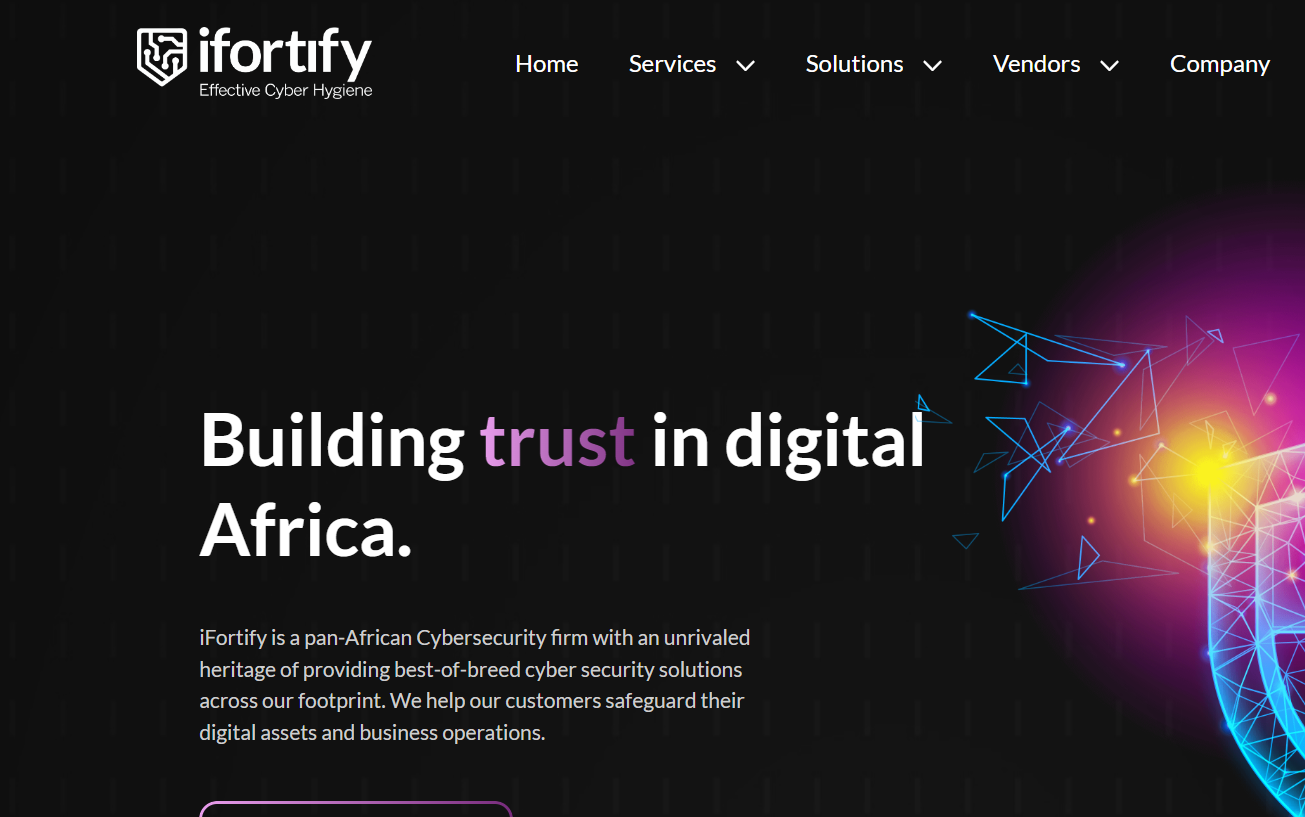 ifortify
Effective Cyber Hygiene
Home
Services
Solutions
Vendors
Company
Building trust in digital
Africa.
iFortify is a pan-African Cybersecurity firm with an unrivaled
heritage of providing best-of-breed cyber security solutions
across our footprint. We help our customers safeguard their
digital assets and business operations.